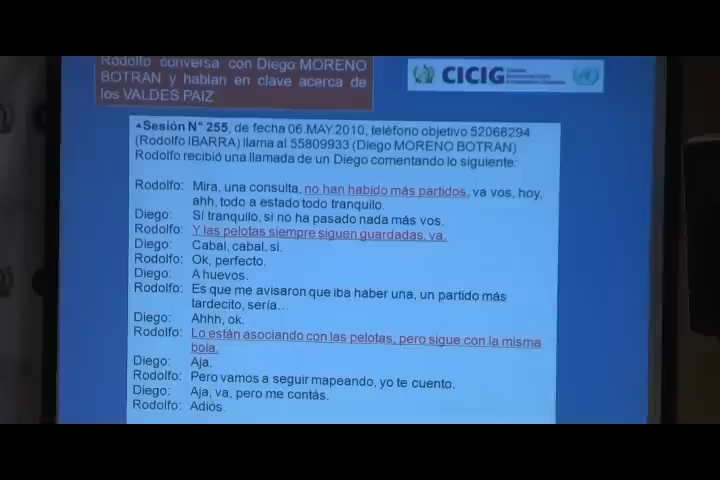 Rodolfo conversa con Diego MORENO
BOTRAN y hablan en clave acerca de
los VALDES PAIZ
CICIG
Sesión N° 255, de fecha 06.MAY.2010, teléfono objetivo 52068294
(Rodolfo IBARRA) llama al 55809933 (Diego MORENO BOTRAN)
Rodolfo recibió una llamada de un Diego comentando lo siguiente:
Rodolfo: Mira, una consulta, no han habido más partidos, va vos, hoy,
ahh, todo a estado todo tranquilo.
Diego: Sí tranquilo, si no ha pasado nada más vos.
Rodolfo: Y las pelotas siempre siguen guardadas, va.
Diego: Cabal, cabal, si.
Rodolfo: Ok, perfecto.
Diego: A huevos.
Rodolfo: Es que me avisaron que iba haber una, un partido más
tardecito, sería...
Diego: Ahhh, ok.
Rodolfo: Lo están asociando con las pelotas, pero sigue con la misma
bola.
Diego: Aja.
Rodolfo: Pero vamos a seguir mapeando, yo te cuento.
Diego: Aja, va, pero me contás.
Rodolfo: Adiós.